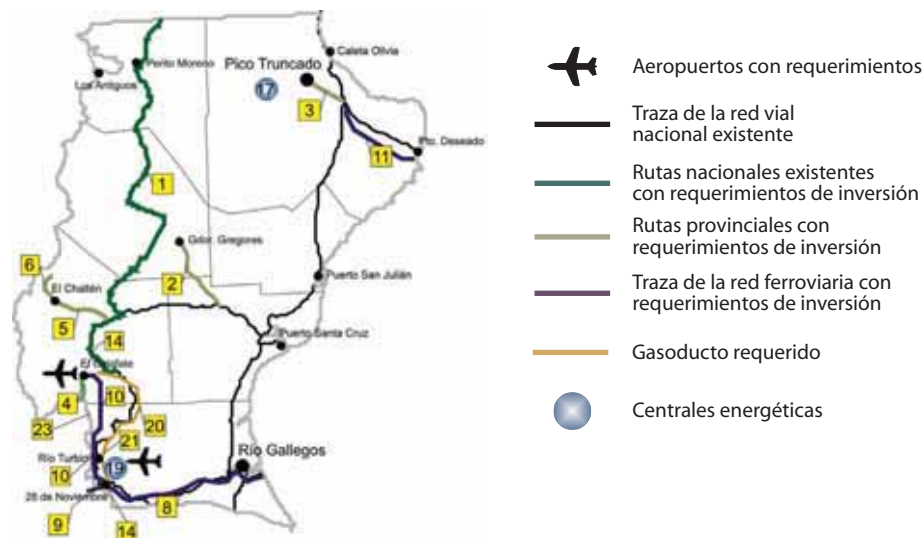 Caleta Olivia
Perito Moreno
Pico Truncado
Los Antiguos
17
3
Pto. Deseado
11
1
Gdor. Gregores
6
El Chaltén
2
Puerto San Julián
5
14
Puerto Santa Cruz
El Calafate
4
10
23
20
21
Río Turbio
Río Gallegos
19
10
28 de Noviembre
8
9
14
Aeropuertos con requerimientos
Traza de la red vial
nacional existente
Rutas nacionales existentes
con requerimientos de inversión
Rutas provinciales con
requerimientos de inversión
Traza de la red ferroviaria con
requerimientos de inversión
Gasoducto requerido
Centrales energéticas